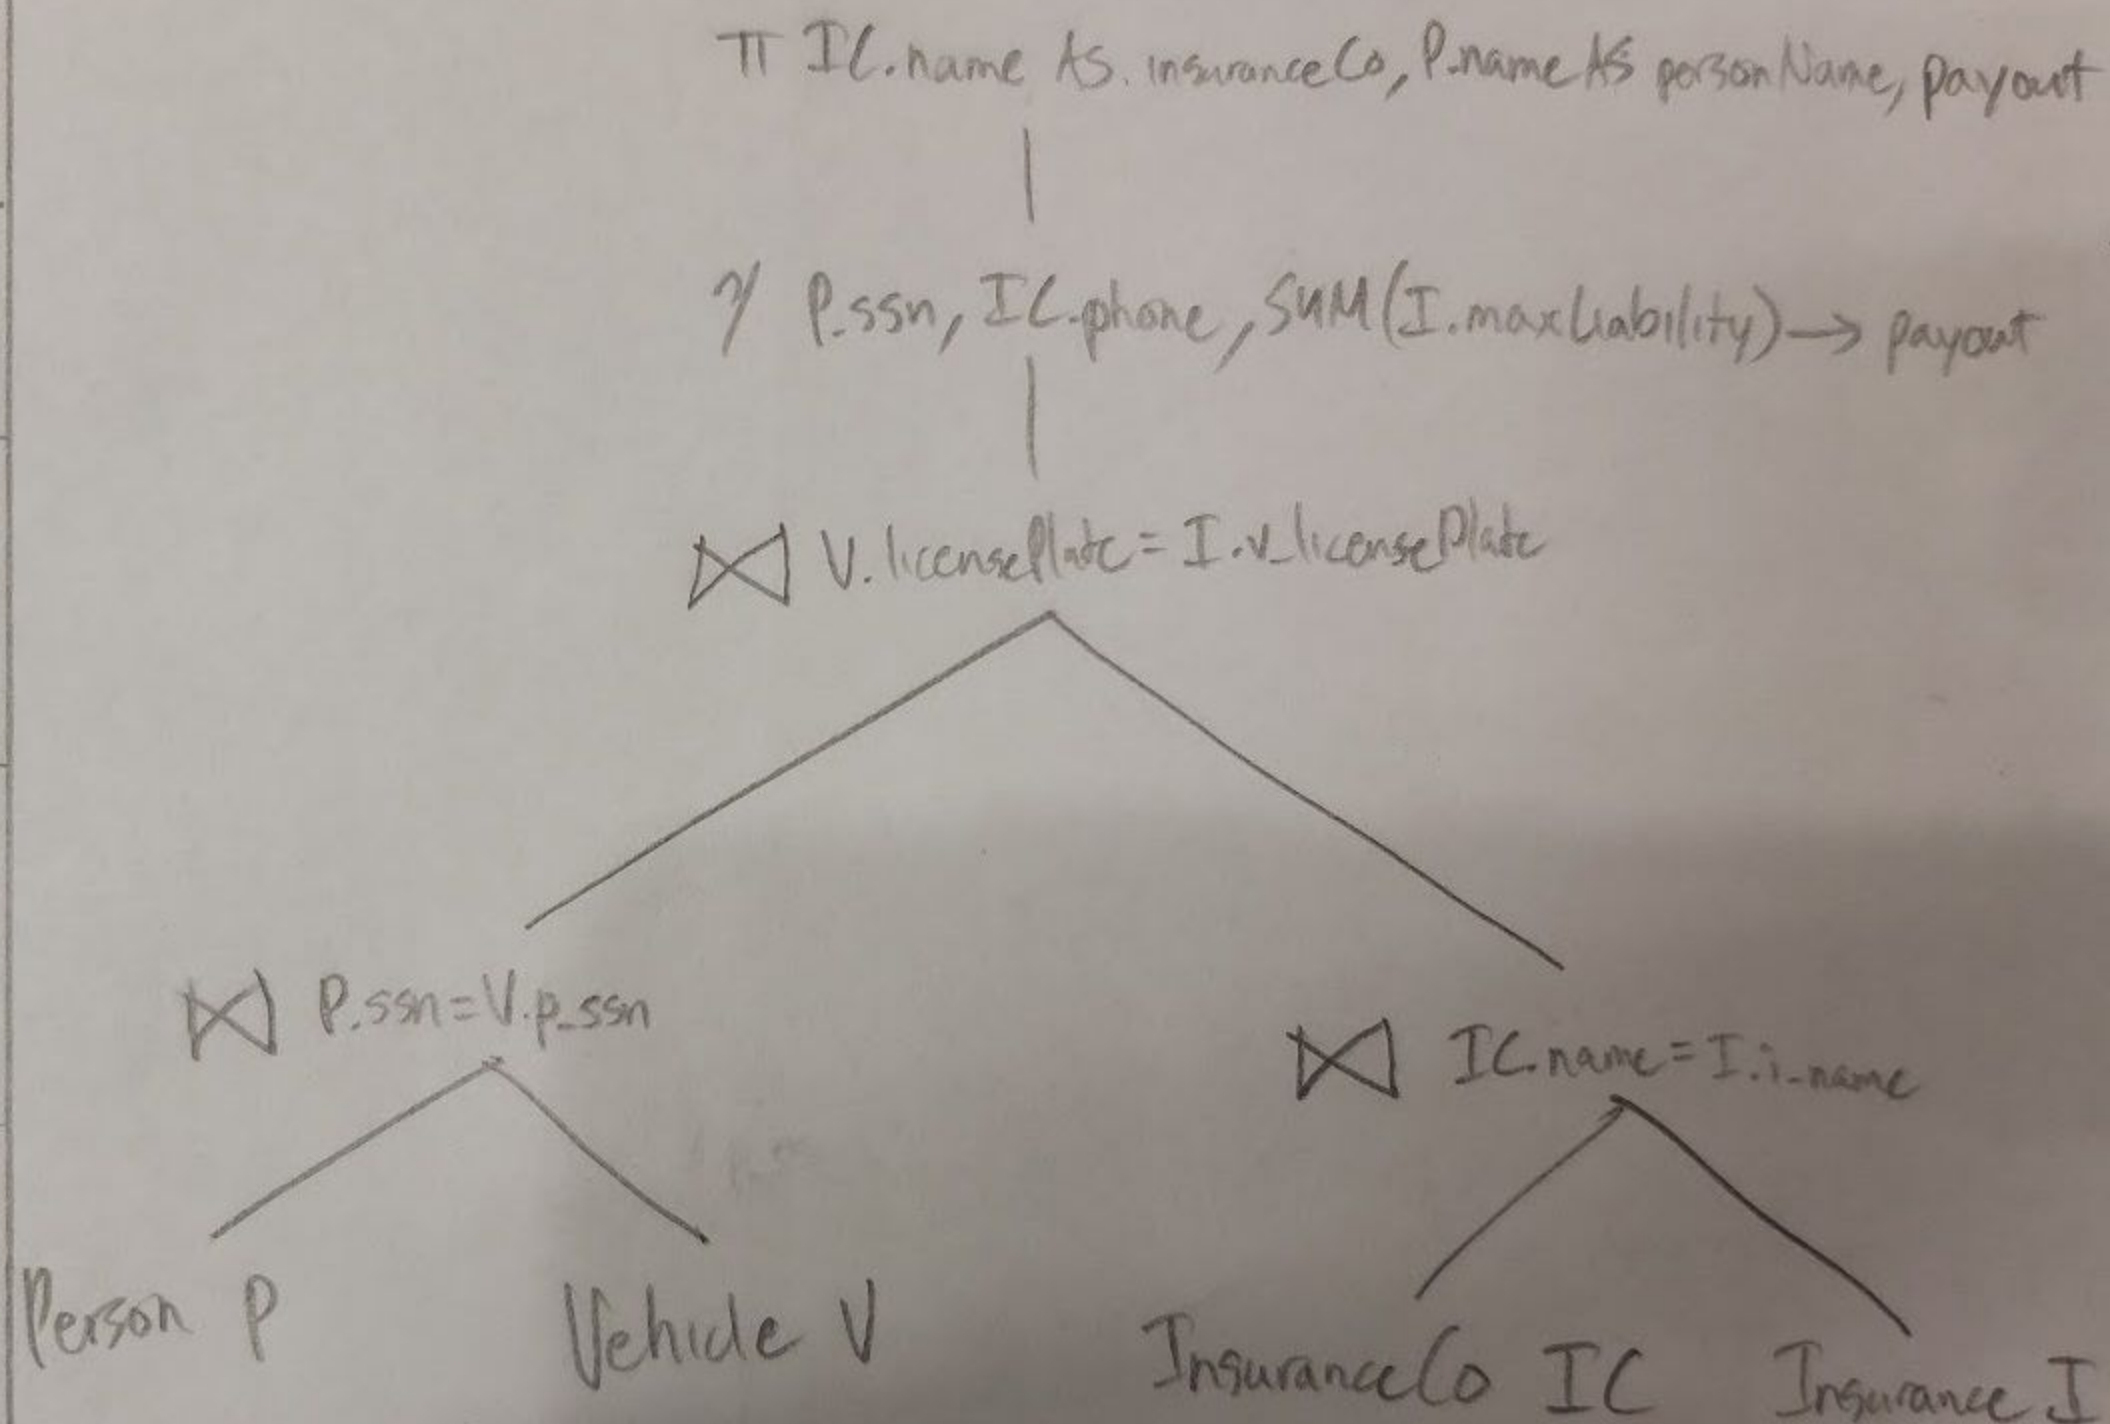 π IC.name AS. insuranceCo, P.name AS personName, payout
γ P.ssn, IC.phone, SUM(I.maxLiability)→ payout
⋈ V.licensePlate = I.v_licensePlate
⋈ P.ssn = V.p_ssn
⋈ IC.name = I.i_name
Person P
Vehicle V
InsuranceCo IC
Insurance I